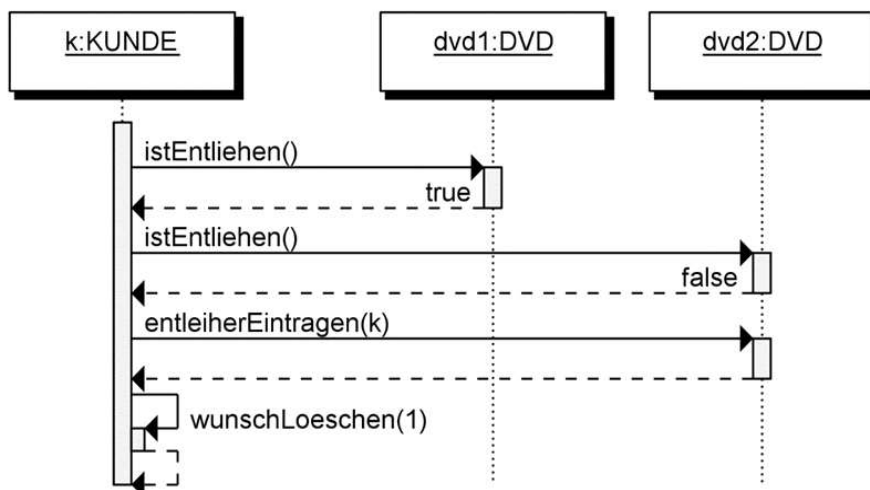 k:KUNDE
dvd1:DVD
dvd2:DVD
istEntliehen()
true
istEntliehen()
false
entleiherEintragen(k)
wunschLoeschen(1)